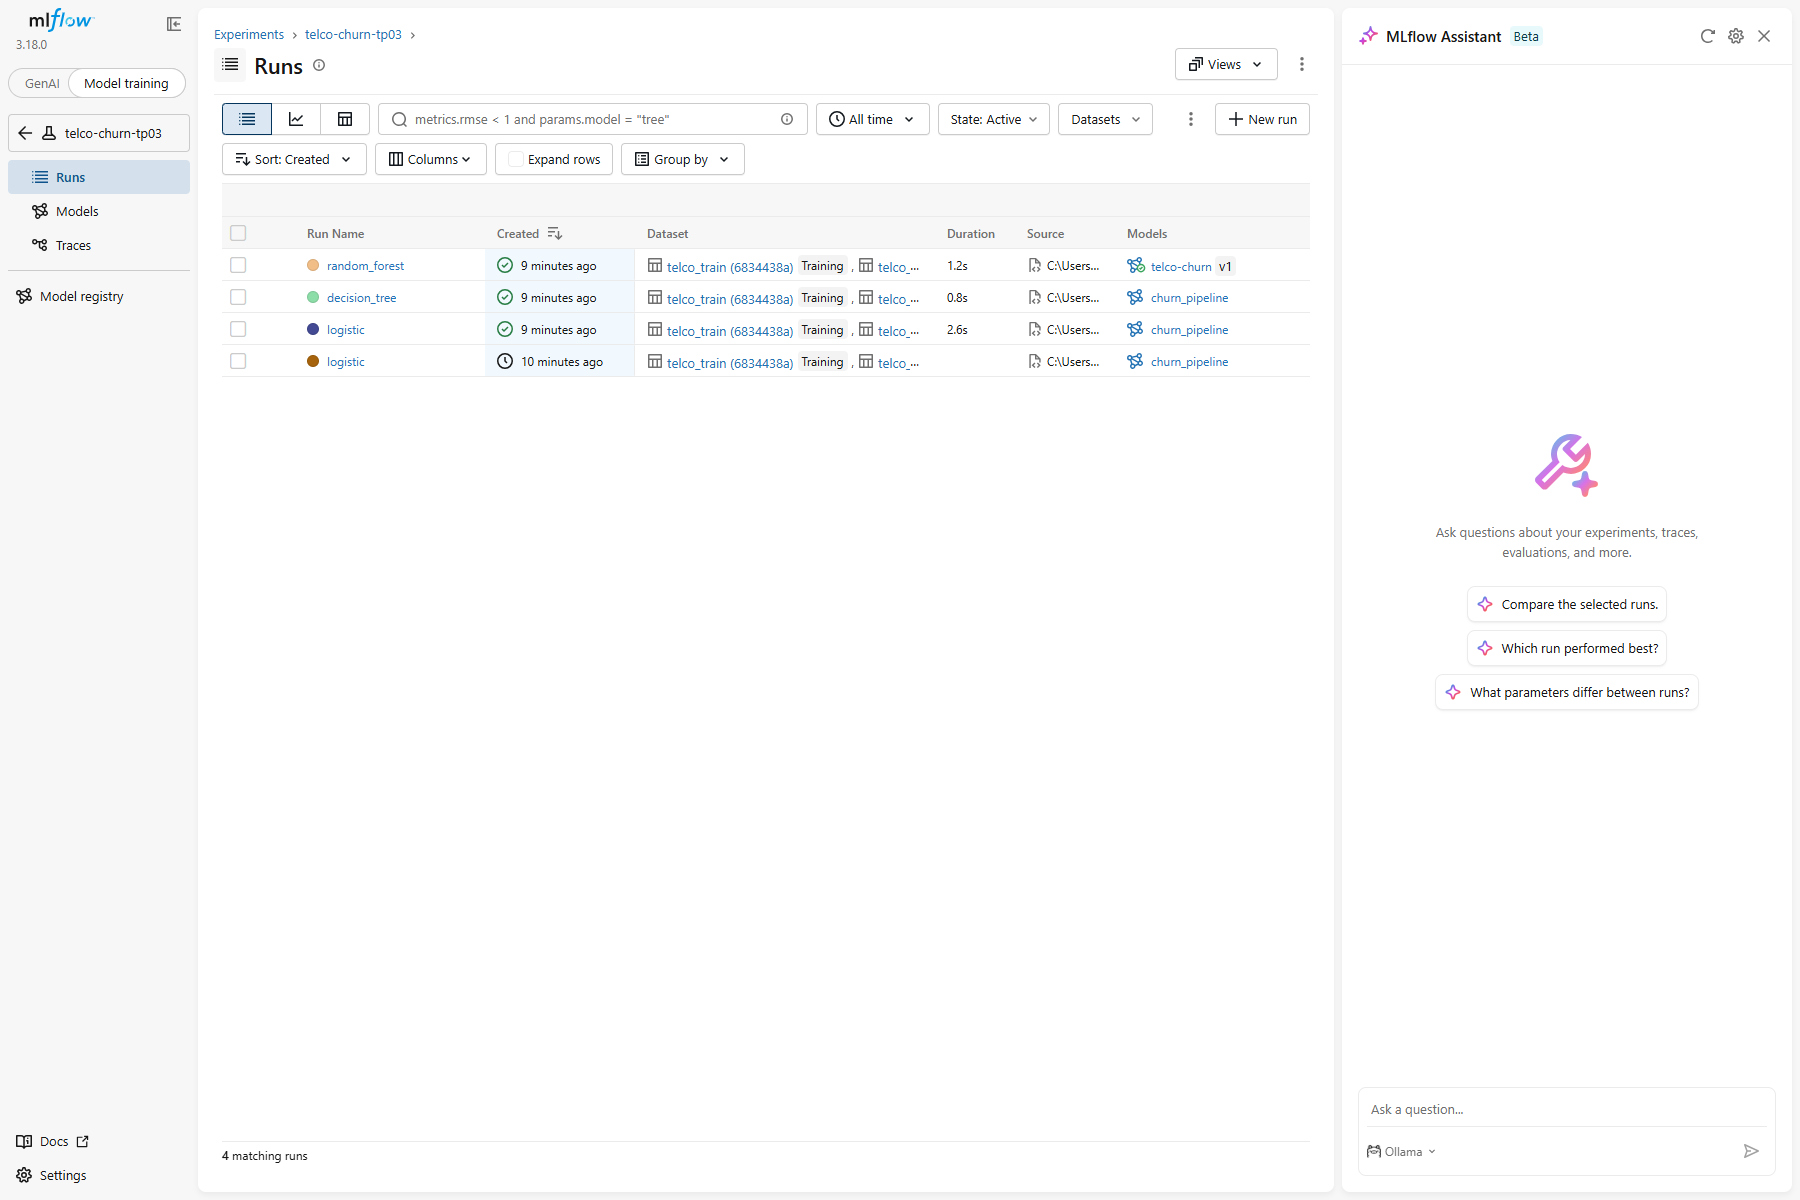 mlflow
3.18.0
GenAI Model training
telco-churn-tp03
Runs
Models
Traces
Model registry
Docs
Settings
Experiments > telco-churn-tp03 >
Runs
Views
metrics.rmse < 1 and params.model = "tree"
All time
State: Active
Datasets
New run
Sort: Created
Columns
Expand rows
Group by
Run Name Created Dataset Duration Source Models
random_forest 9 minutes ago telco_train (6834438a) Training , telco_... 1.2s C:\Users... telco-churn v1
decision_tree 9 minutes ago telco_train (6834438a) Training , telco_... 0.8s C:\Users... churn_pipeline
logistic 9 minutes ago telco_train (6834438a) Training , telco_... 2.6s C:\Users... churn_pipeline
logistic 10 minutes ago telco_train (6834438a) Training , telco_... C:\Users... churn_pipeline
4 matching runs
MLflow Assistant Beta
Ask questions about your experiments, traces,
evaluations, and more.
Compare the selected runs.
Which run performed best?
What parameters differ between runs?
Ask a question...
Ollama